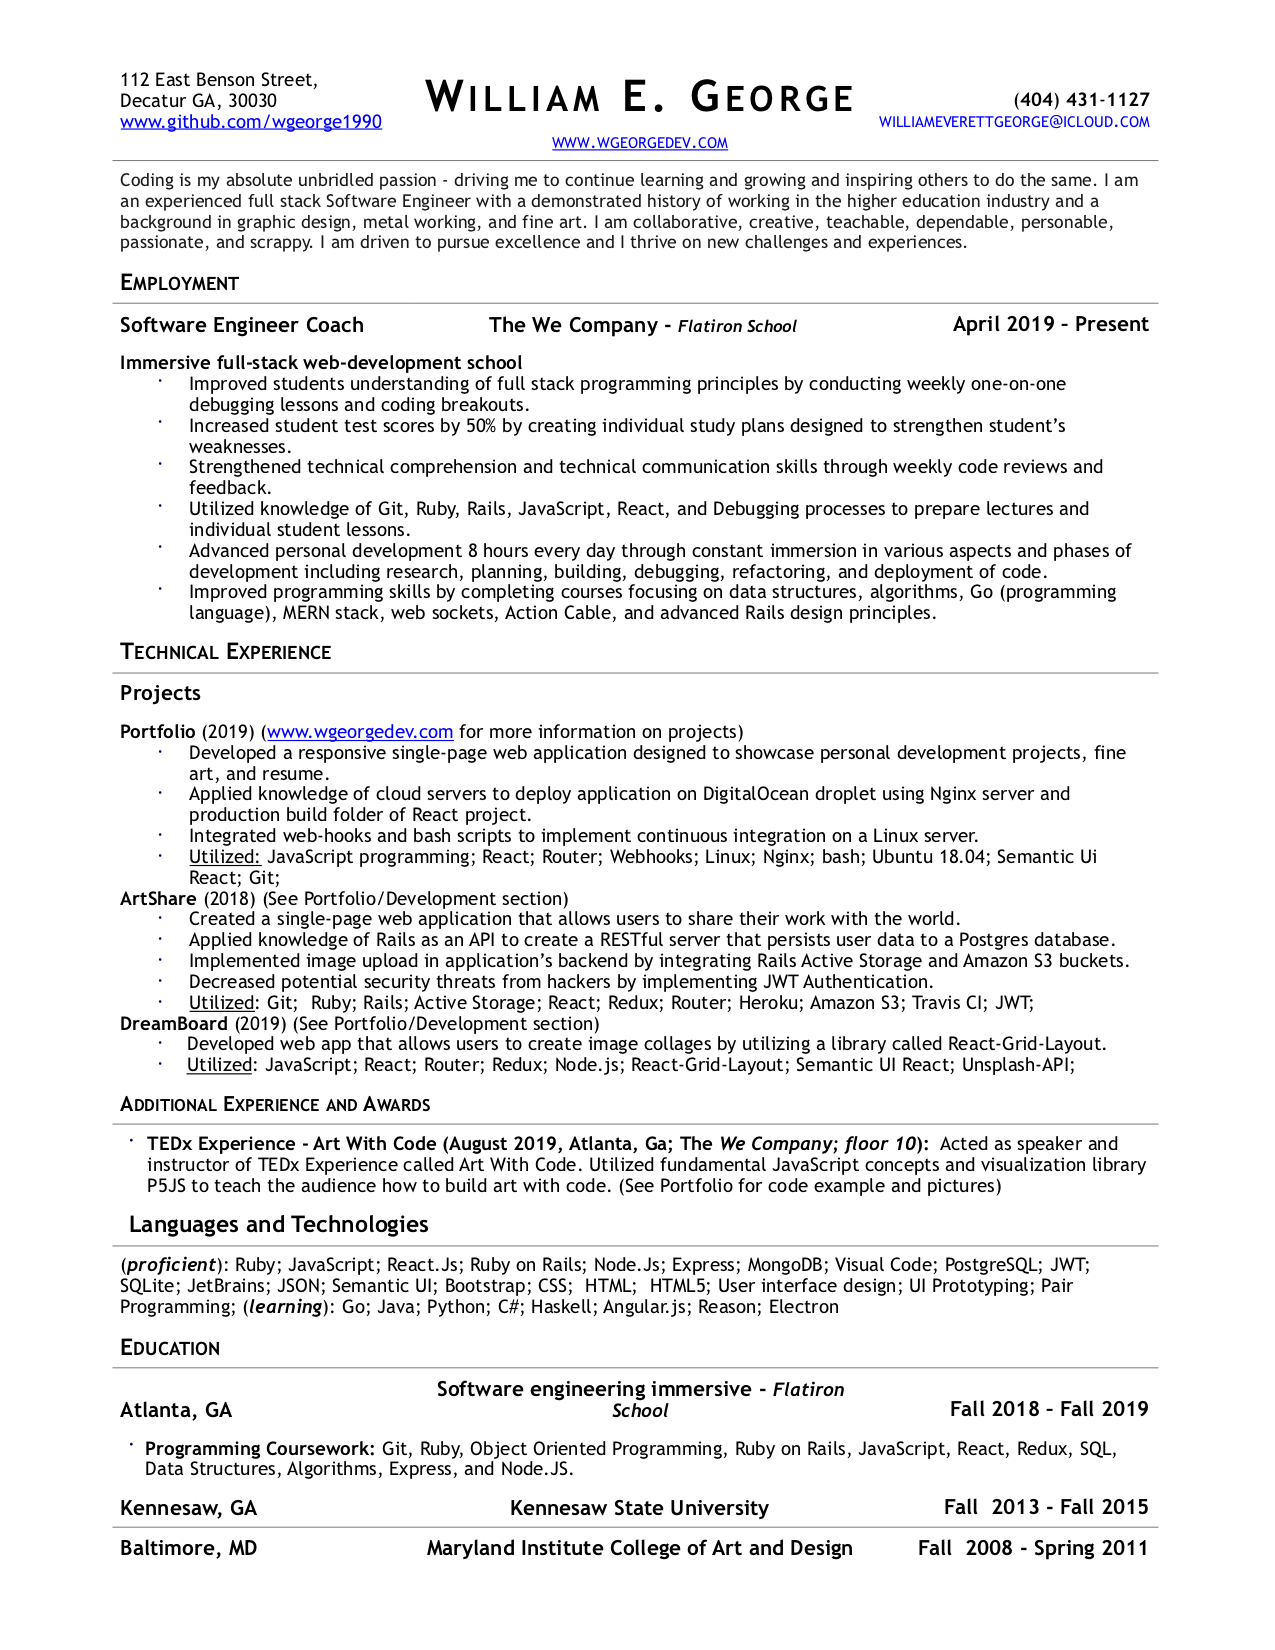 112 East Benson Street,
Decatur GA, 30030
www.github.com/wgeorge1990
WILLIAM E. GEORGE
WWW.WGEORGEDEV.COM
(404) 431-1127
WILLIAMEVERETTGEORGE@ICLOUD.COM
Coding is my absolute unbridled passion - driving me to continue learning and growing and inspiring others to do the same. I am
an experienced full stack Software Engineer with a demonstrated history of working in the higher education industry and a
background in graphic design, metal working, and fine art. I am collaborative, creative, teachable, dependable, personable,
passionate, and scrappy. I am driven to pursue excellence and I thrive on new challenges and experiences.
EMPLOYMENT
Software Engineer Coach The We Company - Flatiron School April 2019 – Present
Immersive full-stack web-development school
· Improved students understanding of full stack programming principles by conducting weekly one-on-one
debugging lessons and coding breakouts.
· Increased student test scores by 50% by creating individual study plans designed to strengthen student’s
weaknesses.
· Strengthened technical comprehension and technical communication skills through weekly code reviews and
feedback.
· Utilized knowledge of Git, Ruby, Rails, JavaScript, React, and Debugging processes to prepare lectures and
individual student lessons.
· Advanced personal development 8 hours every day through constant immersion in various aspects and phases of
development including research, planning, building, debugging, refactoring, and deployment of code.
· Improved programming skills by completing courses focusing on data structures, algorithms, Go (programming
language), MERN stack, web sockets, Action Cable, and advanced Rails design principles.
TECHNICAL EXPERIENCE
Projects
Portfolio (2019) (www.wgeorgedev.com for more information on projects)
· Developed a responsive single-page web application designed to showcase personal development projects, fine
art, and resume.
· Applied knowledge of cloud servers to deploy application on DigitalOcean droplet using Nginx server and
production build folder of React project.
· Integrated web-hooks and bash scripts to implement continuous integration on a Linux server.
· Utilized: JavaScript programming; React; Router; Webhooks; Linux; Nginx; bash; Ubuntu 18.04; Semantic Ui
React; Git;
ArtShare (2018) (See Portfolio/Development section)
· Created a single-page web application that allows users to share their work with the world.
· Applied knowledge of Rails as an API to create a RESTful server that persists user data to a Postgres database.
· Implemented image upload in application’s backend by integrating Rails Active Storage and Amazon S3 buckets.
· Decreased potential security threats from hackers by implementing JWT Authentication.
· Utilized: Git;  Ruby; Rails; Active Storage; React; Redux; Router; Heroku; Amazon S3; Travis CI; JWT;
DreamBoard (2019) (See Portfolio/Development section)
· Developed web app that allows users to create image collages by utilizing a library called React-Grid-Layout.
· Utilized: JavaScript; React; Router; Redux; Node.js; React-Grid-Layout; Semantic UI React; Unsplash-API;
ADDITIONAL EXPERIENCE AND AWARDS
· TEDx Experience - Art With Code (August 2019, Atlanta, Ga; The We Company; floor 10):  Acted as speaker and
instructor of TEDx Experience called Art With Code. Utilized fundamental JavaScript concepts and visualization library
P5JS to teach the audience how to build art with code. (See Portfolio for code example and pictures)
Languages and Technologies
(proficient): Ruby; JavaScript; React.Js; Ruby on Rails; Node.Js; Express; MongoDB; Visual Code; PostgreSQL; JWT;
SQLite; JetBrains; JSON; Semantic UI; Bootstrap; CSS;  HTML;  HTML5; User interface design; UI Prototyping; Pair
Programming; (learning): Go; Java; Python; C#; Haskell; Angular.js; Reason; Electron
EDUCATION
Software engineering immersive - Flatiron
Atlanta, GA School Fall 2018 – Fall 2019
· Programming Coursework: Git, Ruby, Object Oriented Programming, Ruby on Rails, JavaScript, React, Redux, SQL,
Data Structures, Algorithms, Express, and Node.JS.
Kennesaw, GA Kennesaw State University Fall  2013 - Fall 2015
Baltimore, MD Maryland Institute College of Art and Design Fall  2008 - Spring 2011